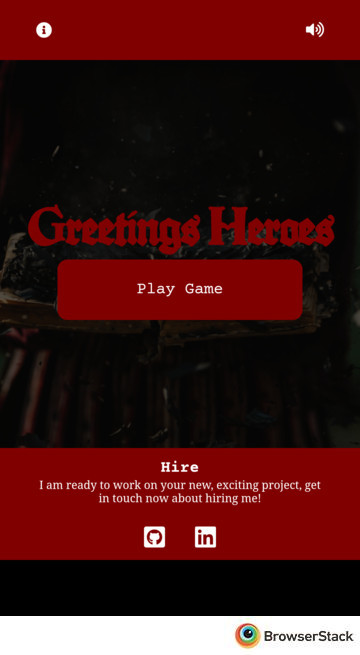 Greetings Heroes
Play Game
Hire
I am ready to work on your new, exciting project, get
in touch now about hiring me!
BrowserStack